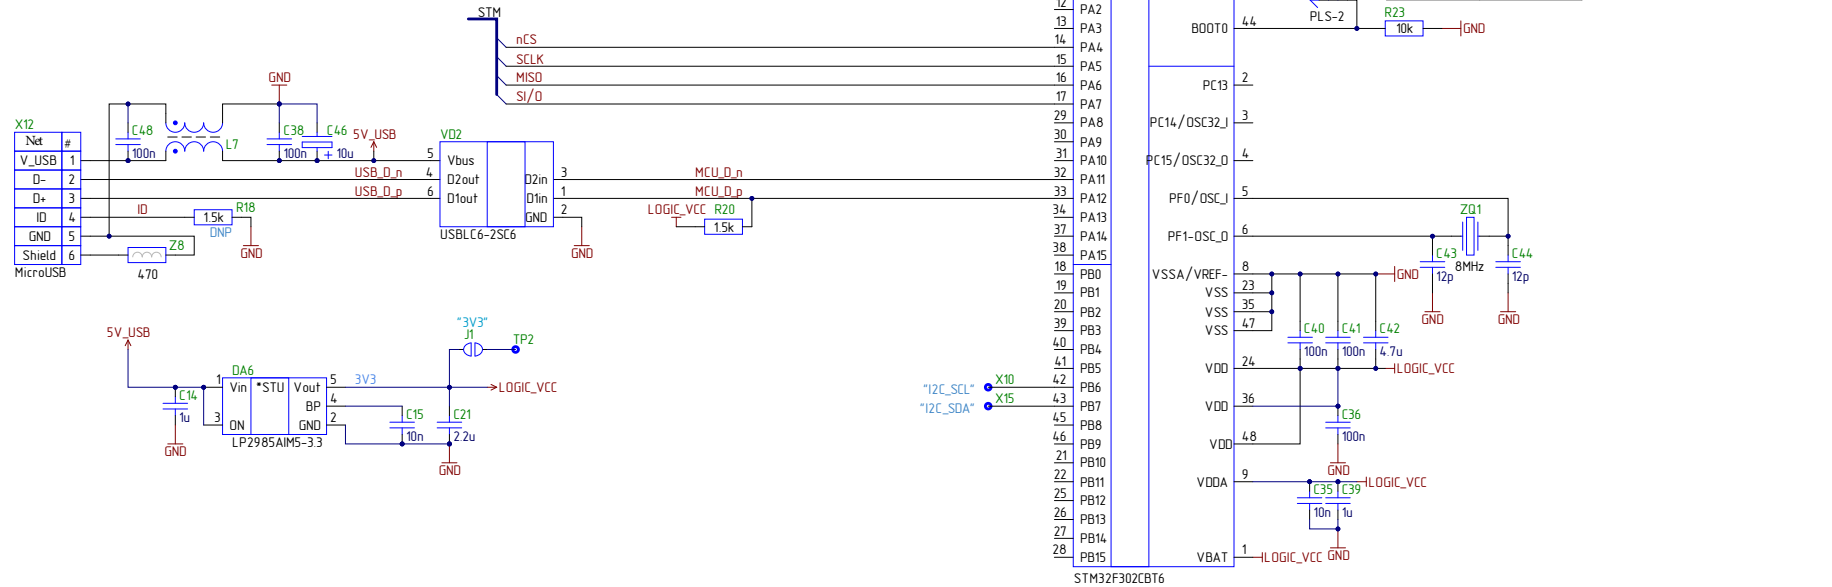 STM
nCS
SCLK
MISO
SI/O
X12
Net #
V_USB 1
D- 2
D+ 3
ID 4
GND 5
Shield 6
MicroUSB
C48
100n
L7
GND
C38
100n
C46
+ 10u
5V_USB
USB_D_n
USB_D_p
ID
R18
1.5k
DNP
GND
Z8
470
VD2
5 Vbus
4 D2out
6 D1out
D2in 3
D1in 1
GND 2
USBLC6-2SC6
GND
MCU_D_n
MCU_D_p
LOGIC_VCC
R20
1.5k
5V_USB
C14
1u
GND
DA6
1 Vin
*STU
Vout 5
BP 4
3 ON
GND 2
LP2985AIM5-3.3
3V3
"3V3"
J1
TP2
LOGIC_VCC
C15
10n
C21
2.2u
GND
12 PA2
13 PA3
14 PA4
15 PA5
16 PA6
17 PA7
29 PA8
30 PA9
31 PA10
32 PA11
33 PA12
34 PA13
37 PA14
38 PA15
18 PB0
19 PB1
20 PB2
39 PB3
40 PB4
41 PB5
"I2C_SCL" X10
42 PB6
"I2C_SDA" X15
43 PB7
45 PB8
46 PB9
21 PB10
22 PB11
25 PB12
26 PB13
27 PB14
28 PB15
STM32F302CBT6
BOOT0 44
PC13 2
PC14/OSC32_I 3
PC15/OSC32_O 4
PF0/OSC_I 5
PF1-OSC_O 6
VSSA/VREF- 8
VSS 23
VSS 35
VSS 47
VDD 24
VDD 36
VDD 48
VDDA 9
VBAT 1
PLS-2
R23
10k
GND
ZQ1
8MHz
C43
12p
GND
C44
12p
GND
GND
C40
100n
C41
100n
C42
4.7u
LOGIC_VCC
C36
100n
GND
LOGIC_VCC
C35
10n
C39
1u
GND
LOGIC_VCC